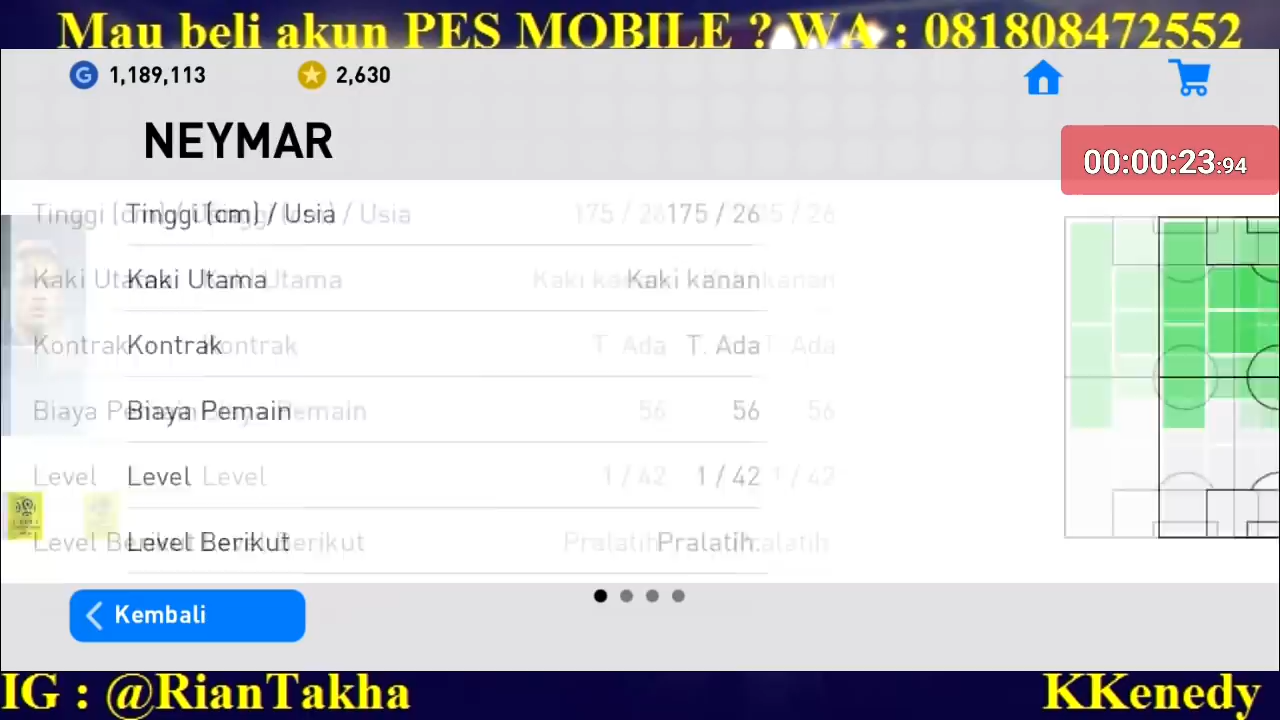 Mau beli akun PES MOBILE ? WA : 081808472552
G 1,189,113 2,630
NEYMAR
00:00:23:94
Tinggi (cm) / Usia 175 / 26
Kaki Utama Kaki kanan
Kontrak T. Ada
Biaya Pemain 56
Level 1 / 42
Level Berikut Pralatih.
Kembali
IG : @RianTakha KKenedy